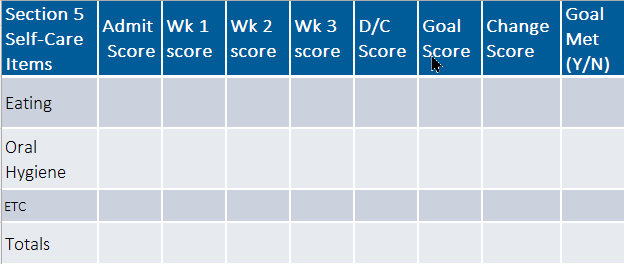 Section 5 Admit Wk 1 Wk 2 Wk 3 D/C Goal Change Goal
Self-Care Score score score score Score Score Score Met
Items (Y/N)
Eating
Oral
Hygiene
ETC
Totals